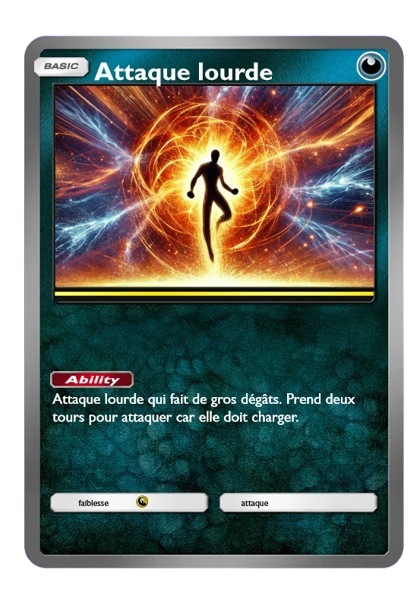 BASIC
Attaque lourde
Ability
Attaque lourde qui fait de gros dégâts. Prend deux
tours pour attaquer car elle doit charger.
faiblesse
attaque